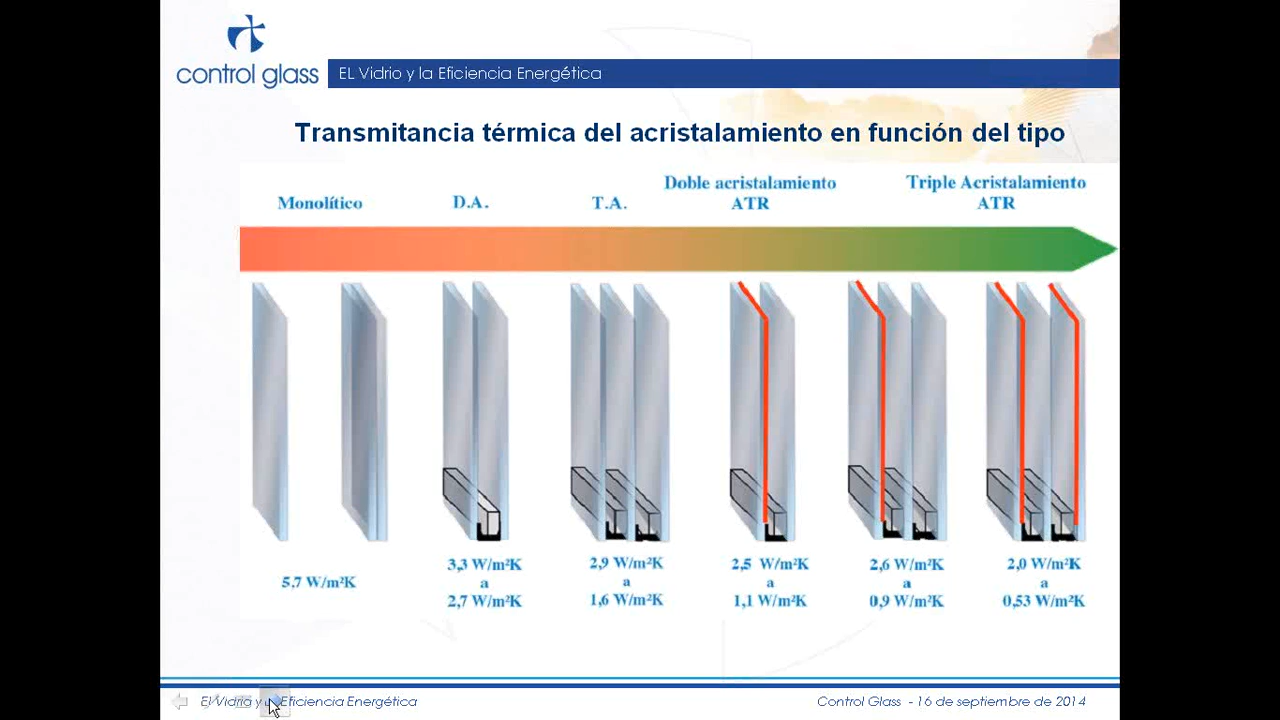 control glass
EL Vidrio y la Eficiencia Energética
Transmitancia térmica del acristalamiento en función del tipo
Monolítico
D.A.
T.A.
Doble acristalamiento
ATR
Triple Acristalamiento
ATR
5,7 W/m²K
3,3 W/m²K
a
2,7 W/m²K
2,9 W/m²K
a
1,6 W/m²K
2,5 W/m²K
a
1,1 W/m²K
2,6 W/m²K
a
0,9 W/m²K
2,0 W/m²K
a
0,53 W/m²K
El Vidrio y la Eficiencia Energética
Control Glass - 16 de septiembre de 2014